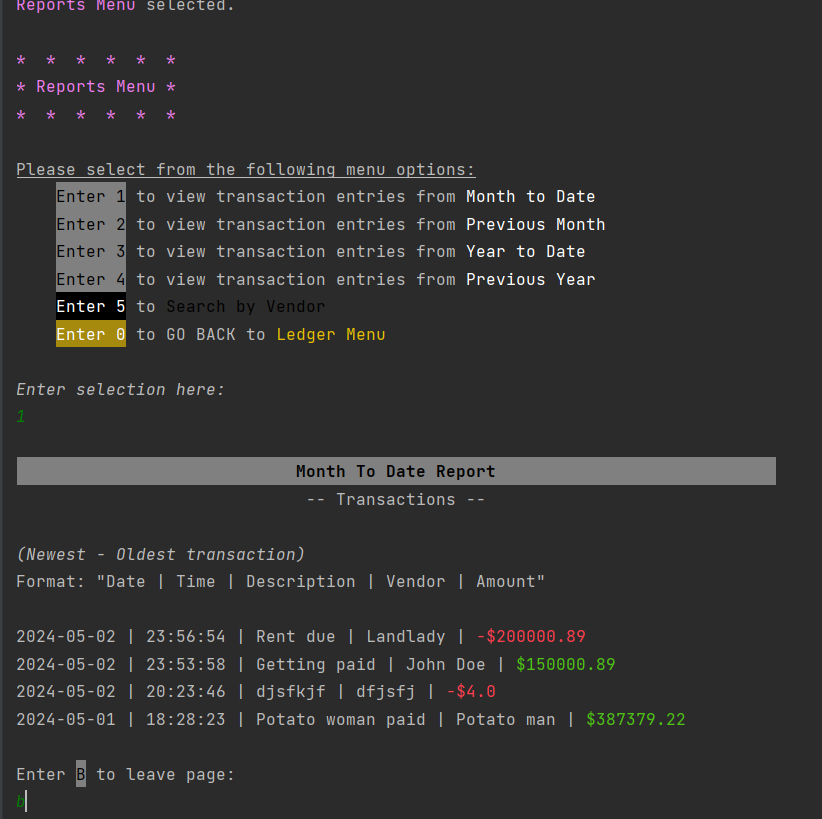 Reports Menu selected.
* * * * * *
* Reports Menu *
* * * * * *
Please select from the following menu options:
Enter 1 to view transaction entries from Month to Date
Enter 2 to view transaction entries from Previous Month
Enter 3 to view transaction entries from Year to Date
Enter 4 to view transaction entries from Previous Year
Enter 5 to Search by Vendor
Enter 0 to GO BACK to Ledger Menu
Enter selection here:
1
Month To Date Report
-- Transactions --
(Newest - Oldest transaction)
Format: "Date | Time | Description | Vendor | Amount"
2024-05-02 | 23:56:54 | Rent due | Landlady | -$200000.89
2024-05-02 | 23:53:58 | Getting paid | John Doe | $150000.89
2024-05-02 | 20:23:46 | djsfkjf | dfjsfj | -$4.0
2024-05-01 | 18:28:23 | Potato woman paid | Potato man | $387379.22
Enter B to leave page:
b